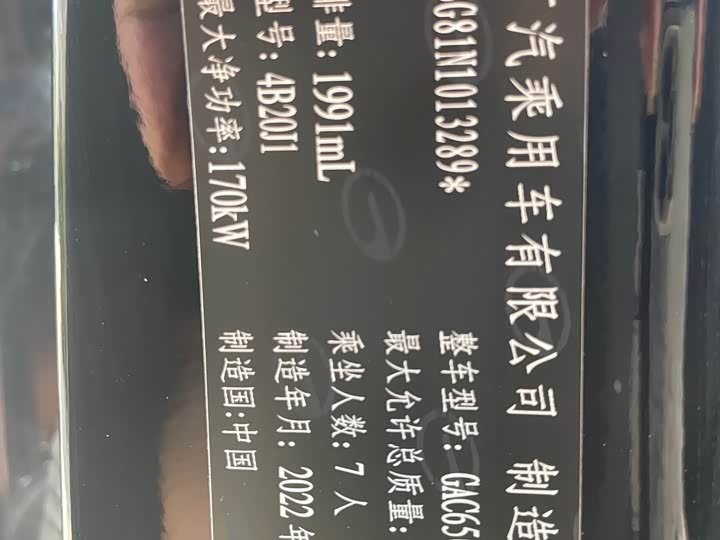 汽乘用车有限公司 制造
G81N1013289*
整车型号: GAC65
最大允许总质量:
排量: 1991mL
乘坐人数: 7人
型号: 4B20J1
制造年月: 2022年
最大净功率: 170kW
制造国: 中国